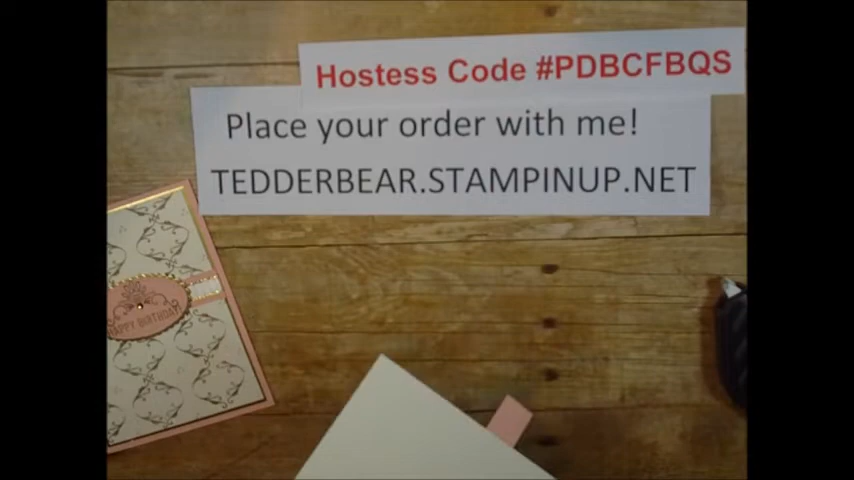 Hostess Code #PDBCFBQS
Place your order with me!
TEDDERBEAR.STAMPINUP.NET
HAPPY BIRTHDAY